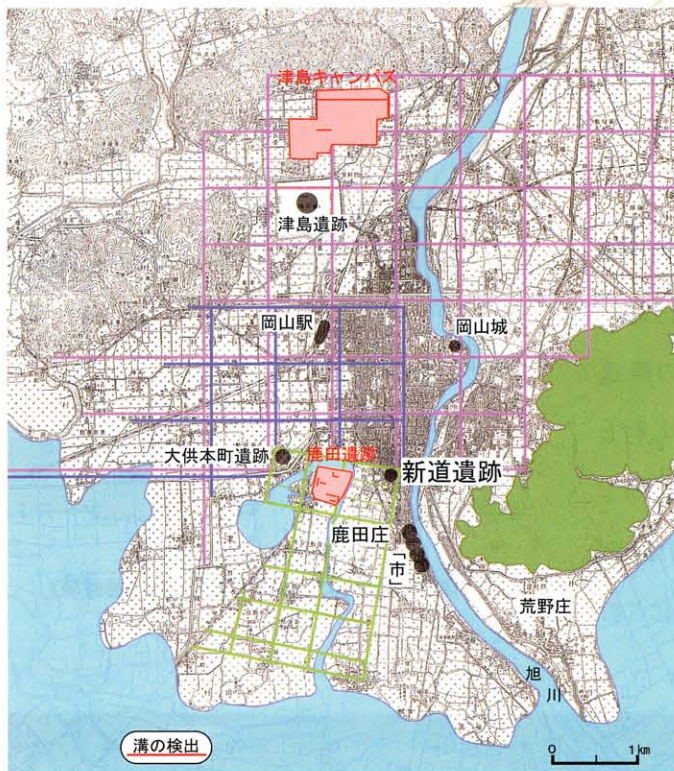 津島キャンパス
津島遺跡
岡山駅
岡山城
大供本町遺跡
鹿田遺跡
新道遺跡
鹿田庄
「市」
荒野庄
旭川
溝の検出
0 1km